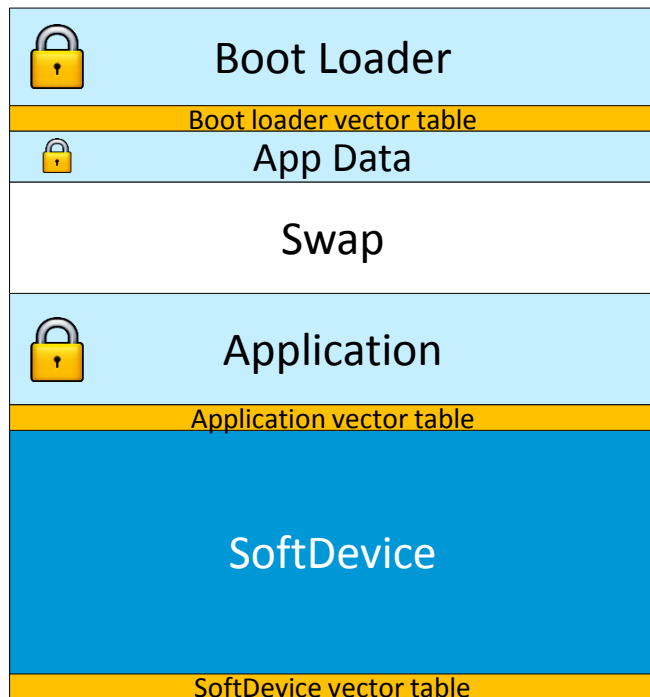 Boot Loader
Boot loader vector table
App Data
Swap
Application
Application vector table
SoftDevice
SoftDevice vector table